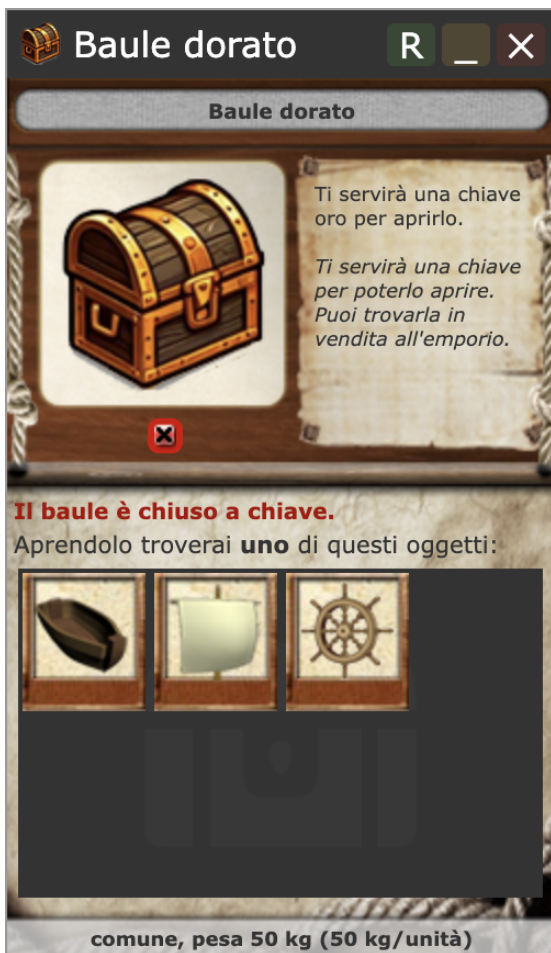 Baule dorato
R _ ×
Baule dorato
Ti servirà una chiave
oro per aprirlo.
Ti servirà una chiave
per poterlo aprire.
Puoi trovarla in
vendita all'emporio.
Il baule è chiuso a chiave.
Aprendolo troverai uno di questi oggetti:
comune, pesa 50 kg (50 kg/unità)